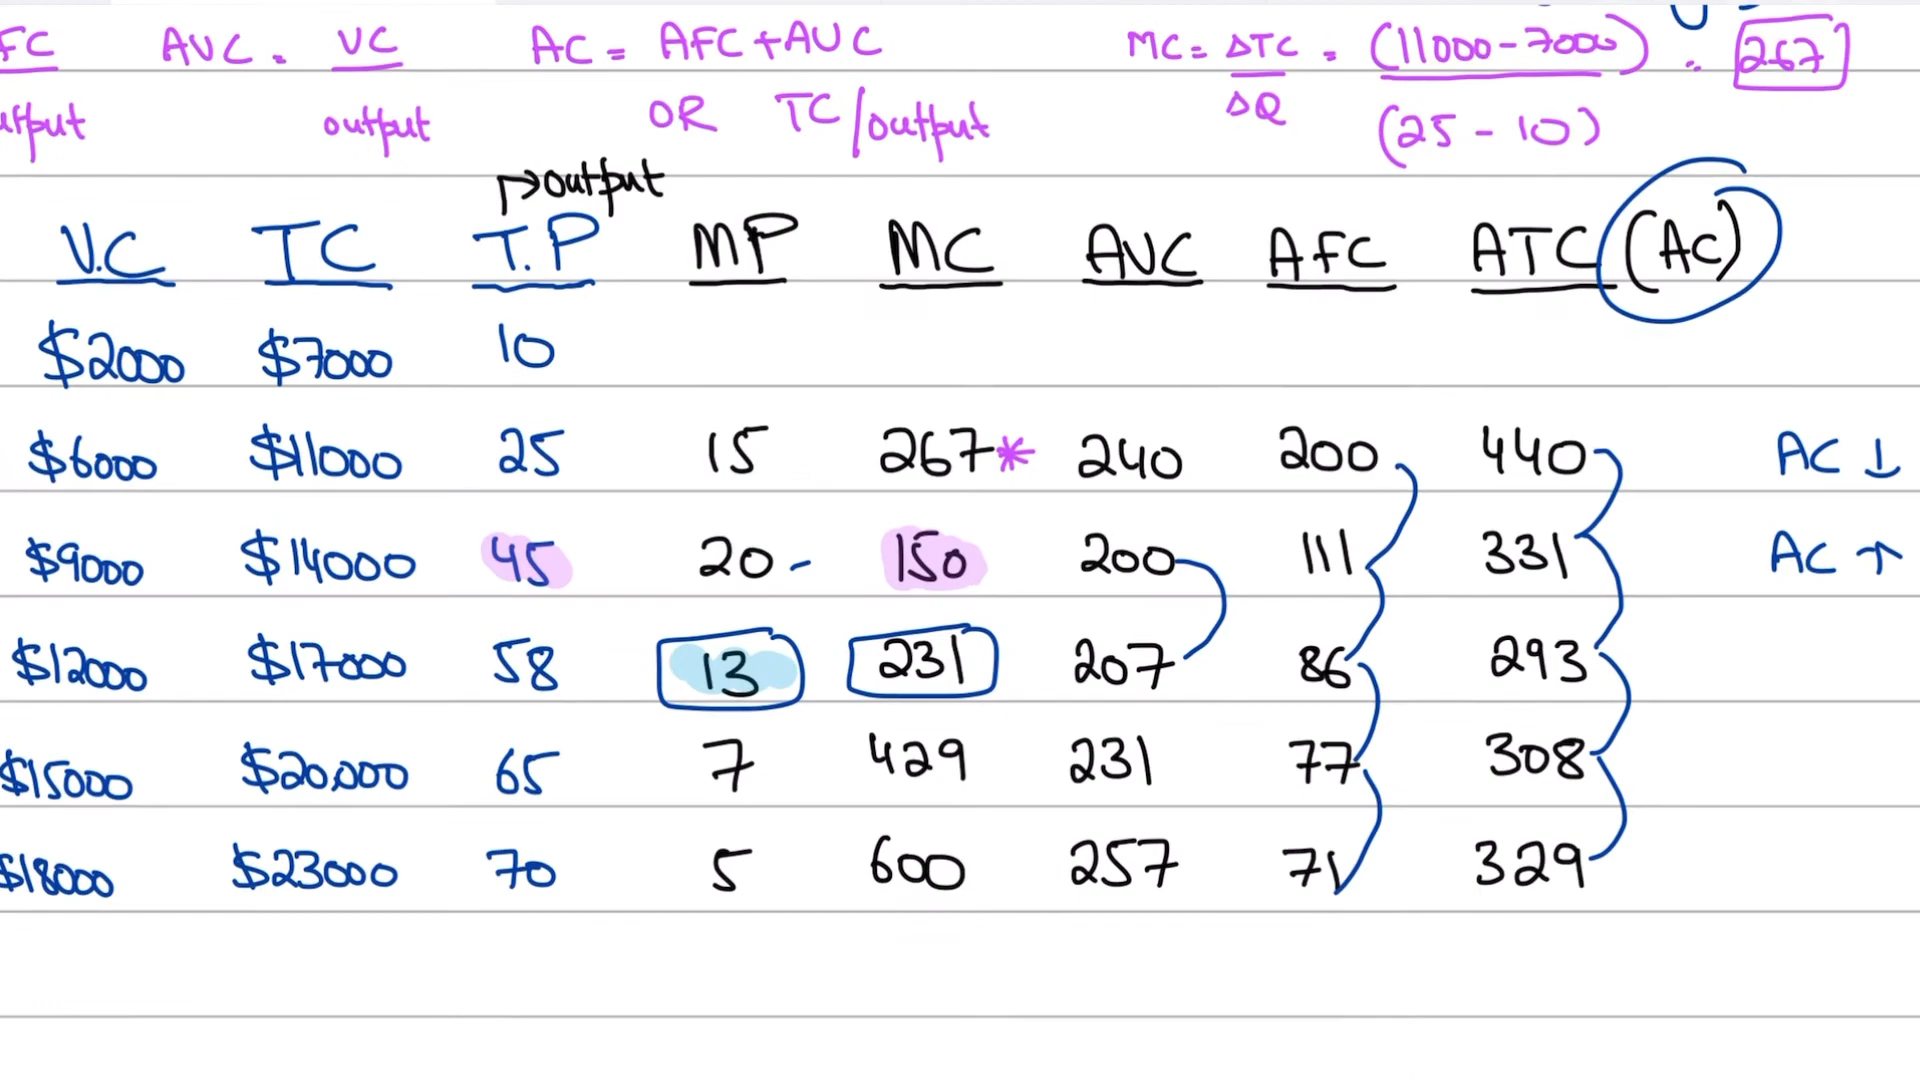 FC AVC = VC AC = AFC+AVC MC = ΔTC = (11000-7000) = 267
output output OR TC/output ΔQ (25-10)
→output
V.C TC T.P MP MC AVC AFC ATC (AC)
$2000 $7000 10
$6000 $11000 25 15 267* 240 200 440 AC ↓
$9000 $14000 45 20 - 150 200 111 331 AC ↑
$12000 $17000 58 13 231 207 86 293
$15000 $20,000 65 7 429 231 77 308
$18000 $23000 70 5 600 257 71 329